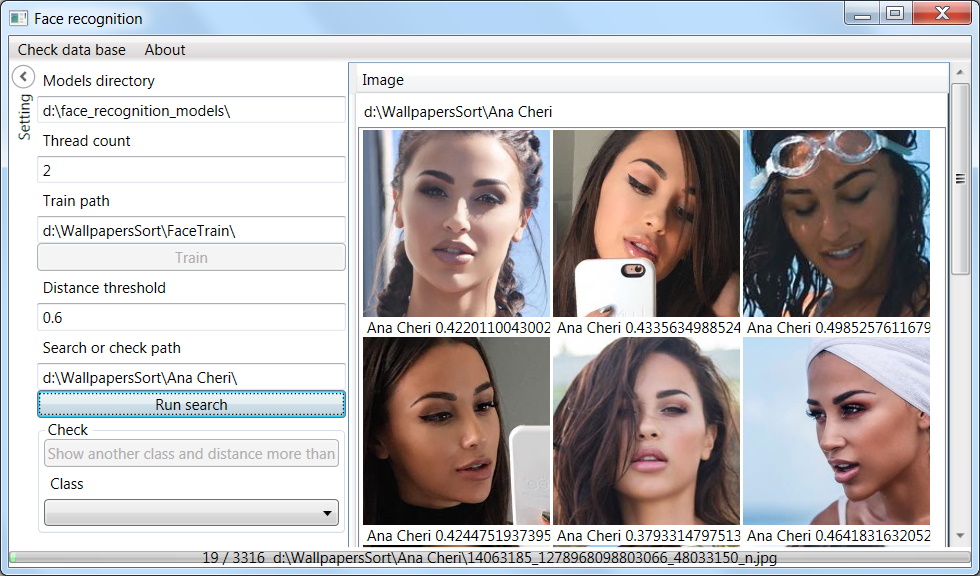 Face recognition
Check data base About
Setting
Models directory
d:\face_recognition_models\
Thread count
2
Train path
d:\WallpapersSort\FaceTrain\
Train
Distance threshold
0.6
Search or check path
d:\WallpapersSort\Ana Cheri\
Run search
Check
Show another class and distance more than
Class
Image
d:\WallpapersSort\Ana Cheri
Ana Cheri 0.4220110043002 Ana Cheri 0.4335634988524 Ana Cheri 0.4985257611679
Ana Cheri 0.4244751937395 Ana Cheri 0.3793314797513 Ana Cheri 0.4641831632052
19 / 3316 d:\WallpapersSort\Ana Cheri\14063185_1278968098803066_48033150_n.jpg